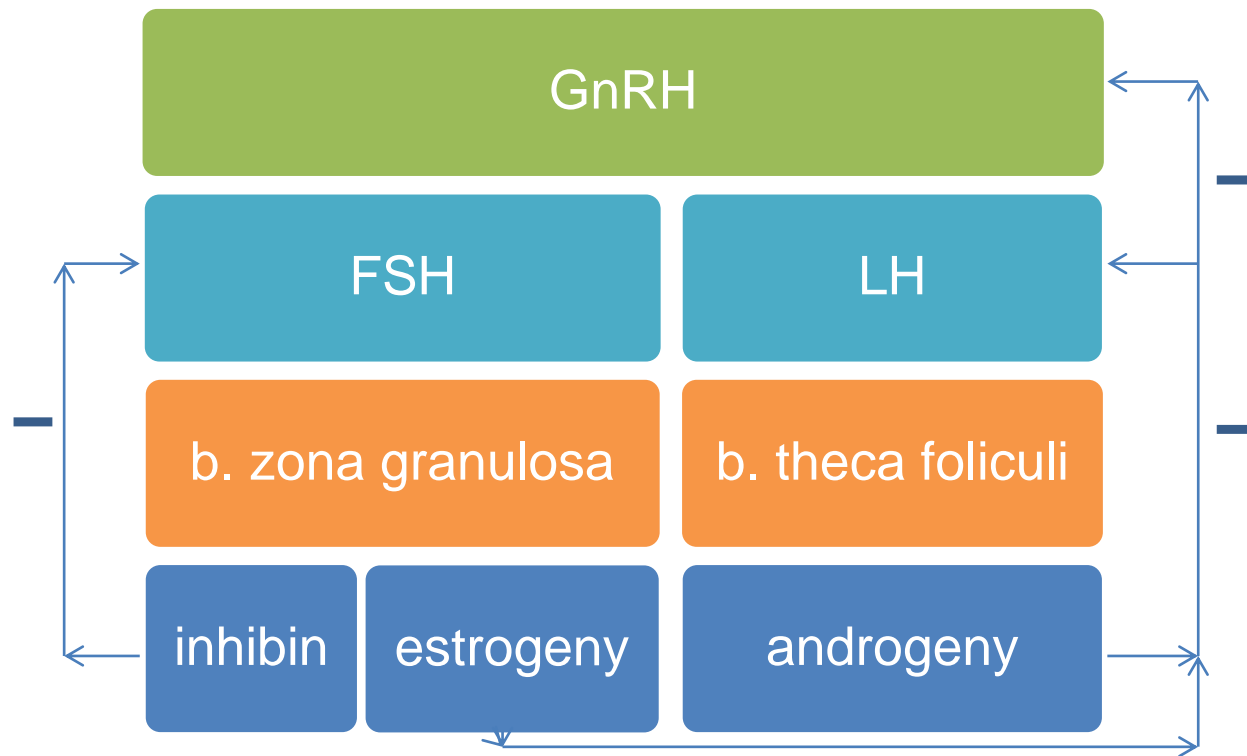 GnRH
FSH
LH
b. zona granulosa
b. theca foliculi
inhibin
estrogeny
androgeny